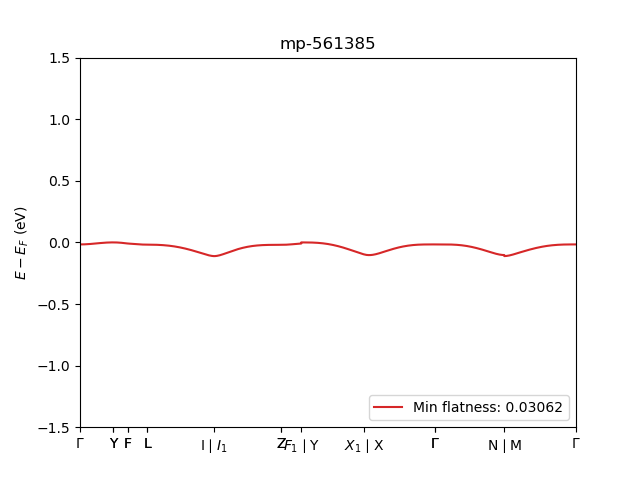 mp-561385
E − E_F (eV)
1.5
1.0
0.5
0.0
−0.5
−1.0
−1.5
Min flatness: 0.03062
Γ Y F L I | I₁ Z F₁ | Y X₁ | X Γ N | M Γ